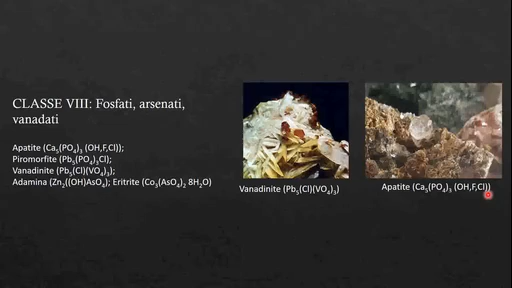 CLASSE VIII: Fosfati, arsenati,
vanadati
Apatite (Ca5(PO4)3 (OH,F,Cl));
Piromorfite (Pb5(PO4)3Cl);
Vanadinite (Pb5(Cl)(VO4)3);
Adamina (Zn2((OH)AsO4); Eritrite (Co3(AsO4)2 8H2O)
Vanadinite (Pb5(Cl)(VO4)3)
Apatite (Ca5(PO4)3 (OH,F,Cl))